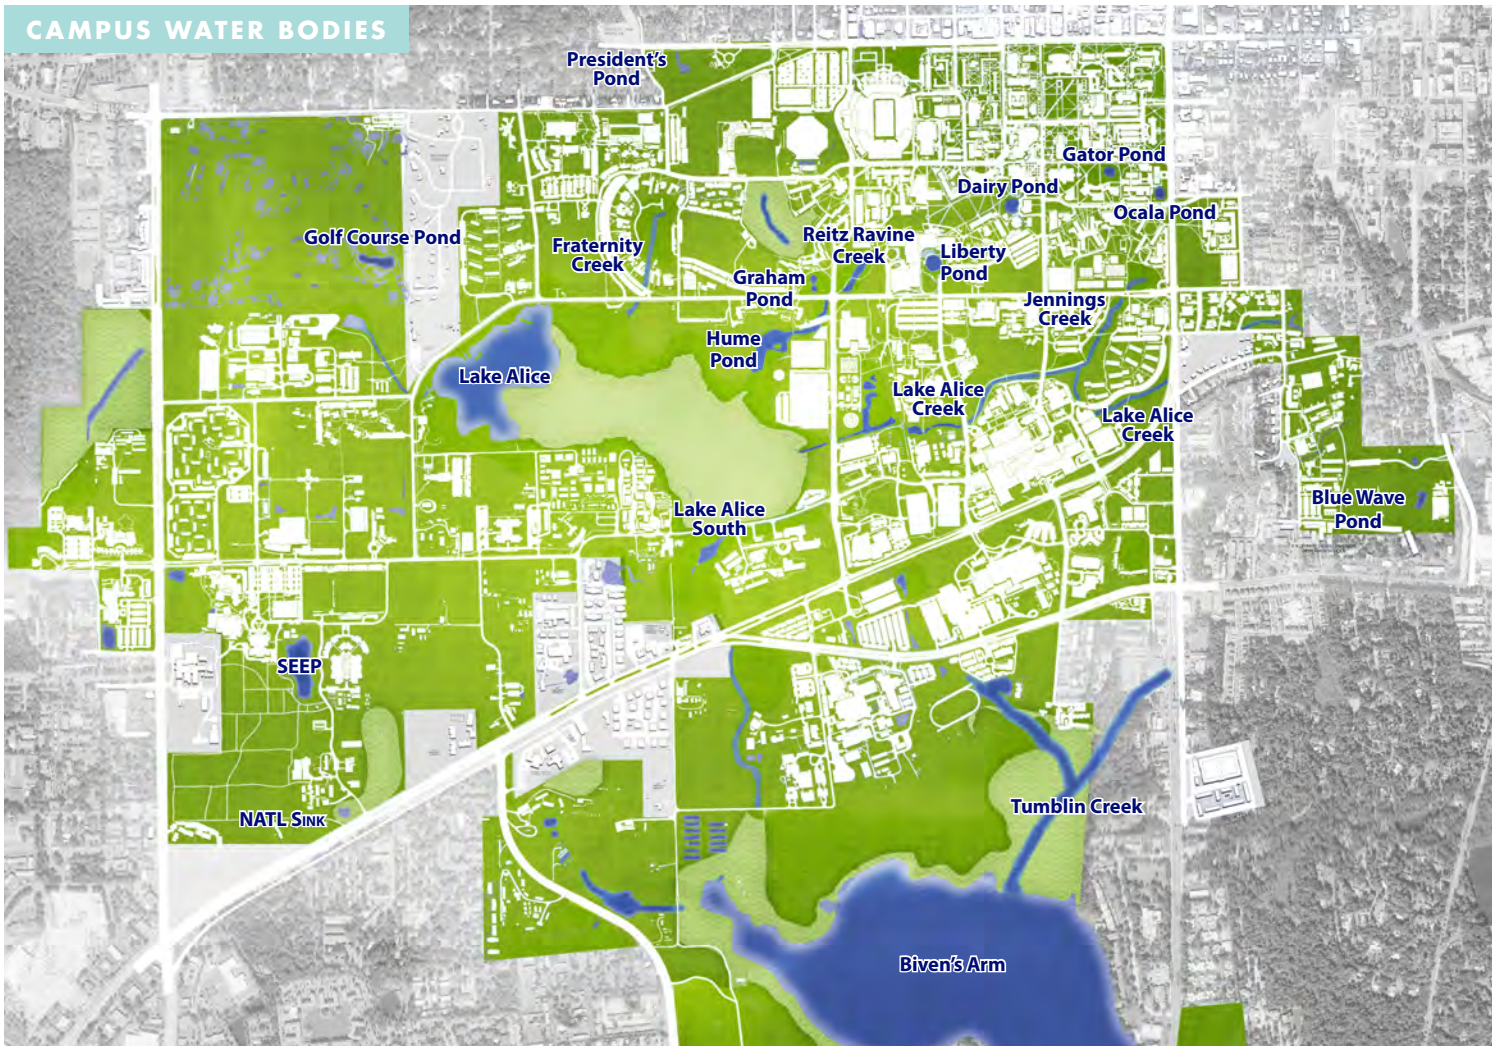 CAMPUS WATER BODIES
President's
Pond
Gator Pond
Dairy Pond
Ocala Pond
Golf Course Pond
Fraternity
Creek
Reitz Ravine
Creek
Liberty
Pond
Graham
Pond
Jennings
Creek
Hume
Pond
Lake Alice
Lake Alice
Creek
Lake Alice
Creek
Blue Wave
Pond
Lake Alice
South
SEEP
NATL SINK
Tumblin Creek
Biven's Arm